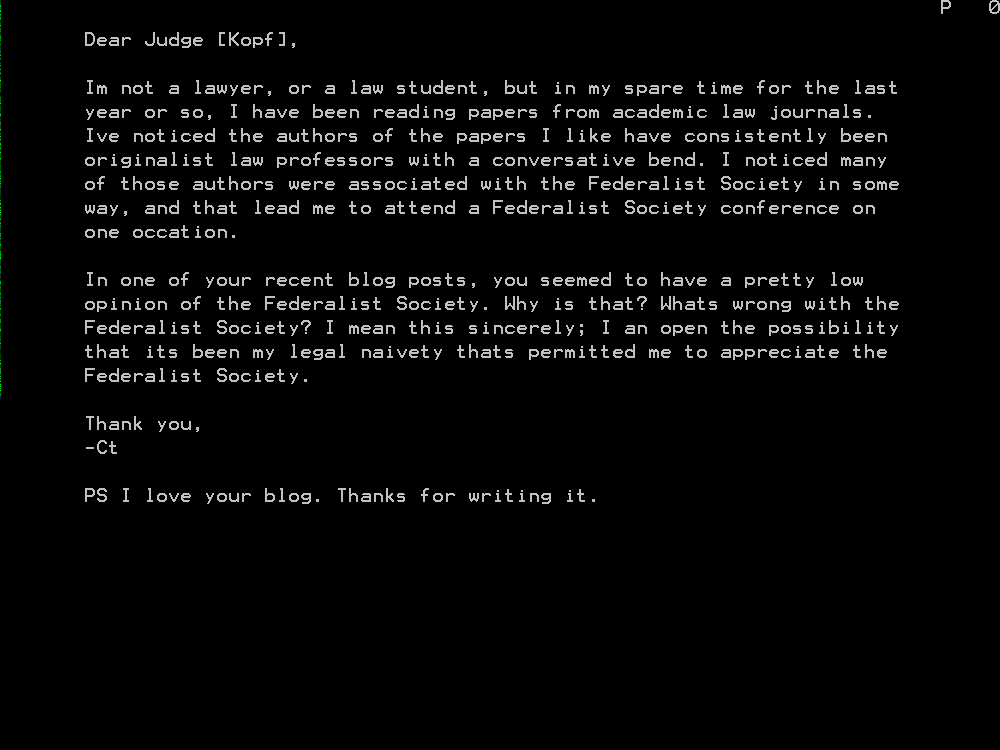 P 0
Dear Judge [Kopf],
Im not a lawyer, or a law student, but in my spare time for the last
year or so, I have been reading papers from academic law journals.
Ive noticed the authors of the papers I like have consistently been
originalist law professors with a conversative bend. I noticed many
of those authors were associated with the Federalist Society in some
way, and that lead me to attend a Federalist Society conference on
one occation.
In one of your recent blog posts, you seemed to have a pretty low
opinion of the Federalist Society. Why is that? Whats wrong with the
Federalist Society? I mean this sincerely; I an open the possibility
that its been my legal naivety thats permitted me to appreciate the
Federalist Society.
Thank you,
-Ct
PS I love your blog. Thanks for writing it.